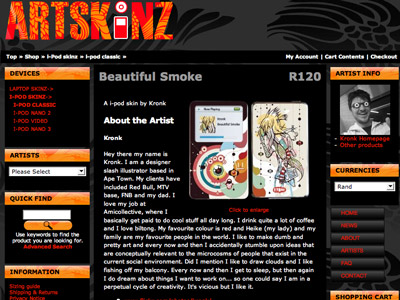 ARTSKINZ
Top » Shop » i-Pod skinz » i-pod classic »
My Account | Cart Contents | Checkout
DEVICES
LAPTOP SKINZ->
I-POD SKINZ->
I-POD CLASSIC
I-POD NANO 2
I-POD VIDEO
I-POD NANO 3
ARTISTS
Please Select
QUICK FIND
Use keywords to find the
product you are looking for.
Advanced Search
INFORMATION
Sizing guide
Shipping & Returns
Privacy Notice
Beautiful Smoke
R120
A i-pod skin by Kronk
About the Artist
Kronk
Hey there my name is
Kronk. I am a designer
slash illustrator based in
Ape Town. My clients have
included Red Bull, MTV
base, FNB and my dad. I
love my job at
Amicollective, where I
basically get paid to do cool stuff all day long. I drink quite a lot of coffee
and I love biltong. My favourite colour is red and Heike (my lady) and my
family are my favourite people in the world. I like to make dumb and
pretty art every now and then I accidentally stumble upon ideas that
are conceptually relevant to the microcosms of people that exist in the
current social environment. Did I mention I like to draw clouds and I like
fishing off my balcony. Every now and then I get to sleep, but then again
I do dream about things I want to work on... so one could say I am in a
perpetual cycle of creativity. It's vicious but I like it.
Now Playing
Kronk
Beautiful Smoke
Click to enlarge
ARTIST INFO
Kronk Homepage
Other products
CURRENCIES
Rand
HOME
NEWS
ABOUT
ARTISTS
FAQ
CONTACT
SHOPPING CART